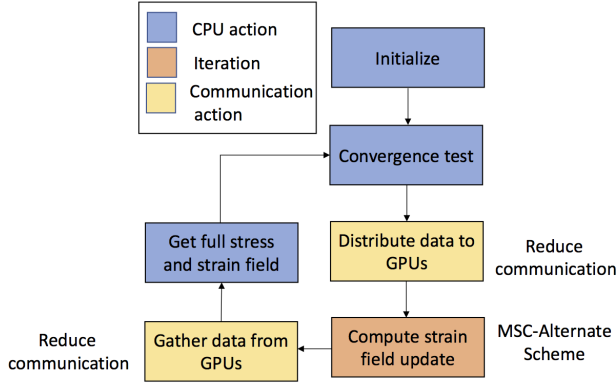 CPU action
Iteration
Communication
action
Initialize
Convergence test
Get full stress
and strain field
Distribute data to
GPUs
Reduce
communication
Reduce
communication
Gather data from
GPUs
Compute strain
field update
MSC-Alternate
Scheme